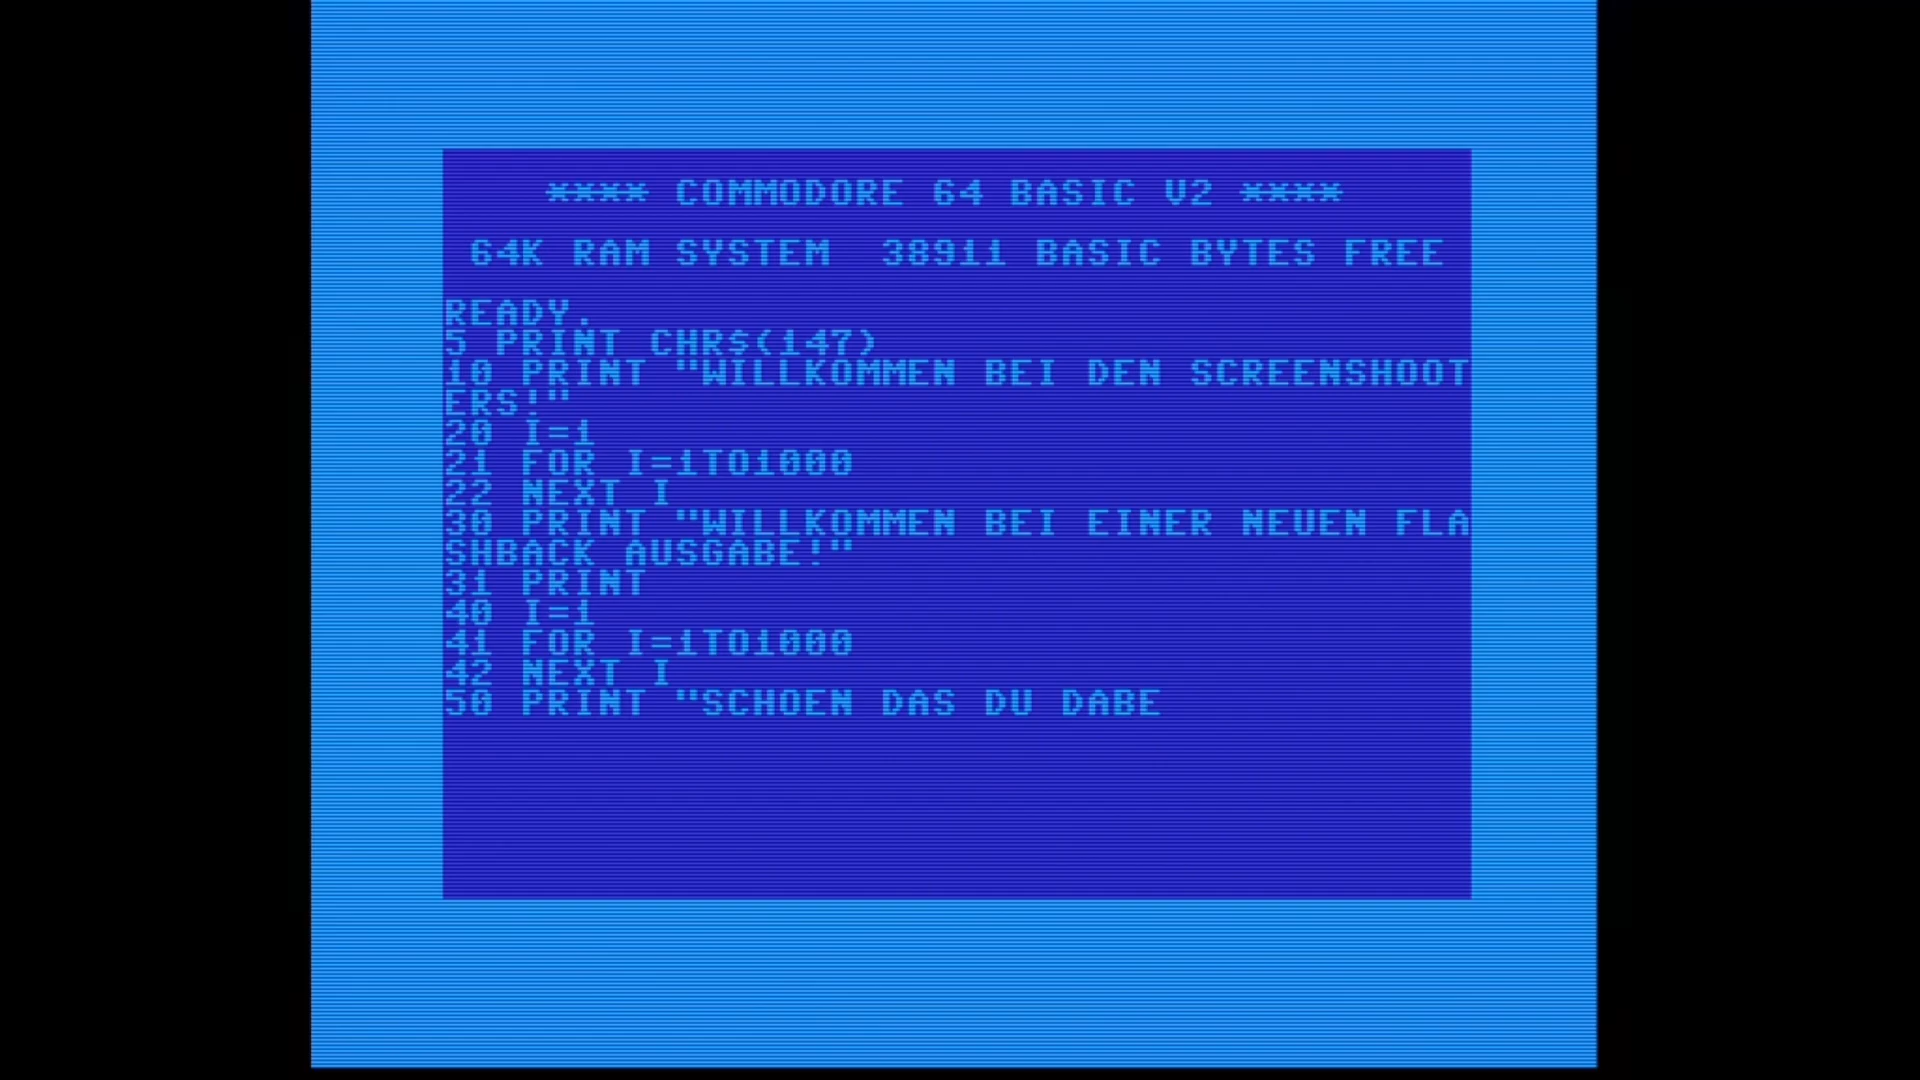 **** COMMODORE 64 BASIC V2 ****
64K RAM SYSTEM  38911 BASIC BYTES FREE
READY.
5 PRINT CHR$(147)
10 PRINT "WILLKOMMEN BEI DEN SCREENSHOOT
ERS!"
20 I=1
21 FOR I=1TO1000
22 NEXT I
30 PRINT "WILLKOMMEN BEI EINER NEUEN FLA
SHBACK AUSGABE!"
31 PRINT
40 I=1
41 FOR I=1TO1000
42 NEXT I
50 PRINT "SCHOEN DAS DU DABE